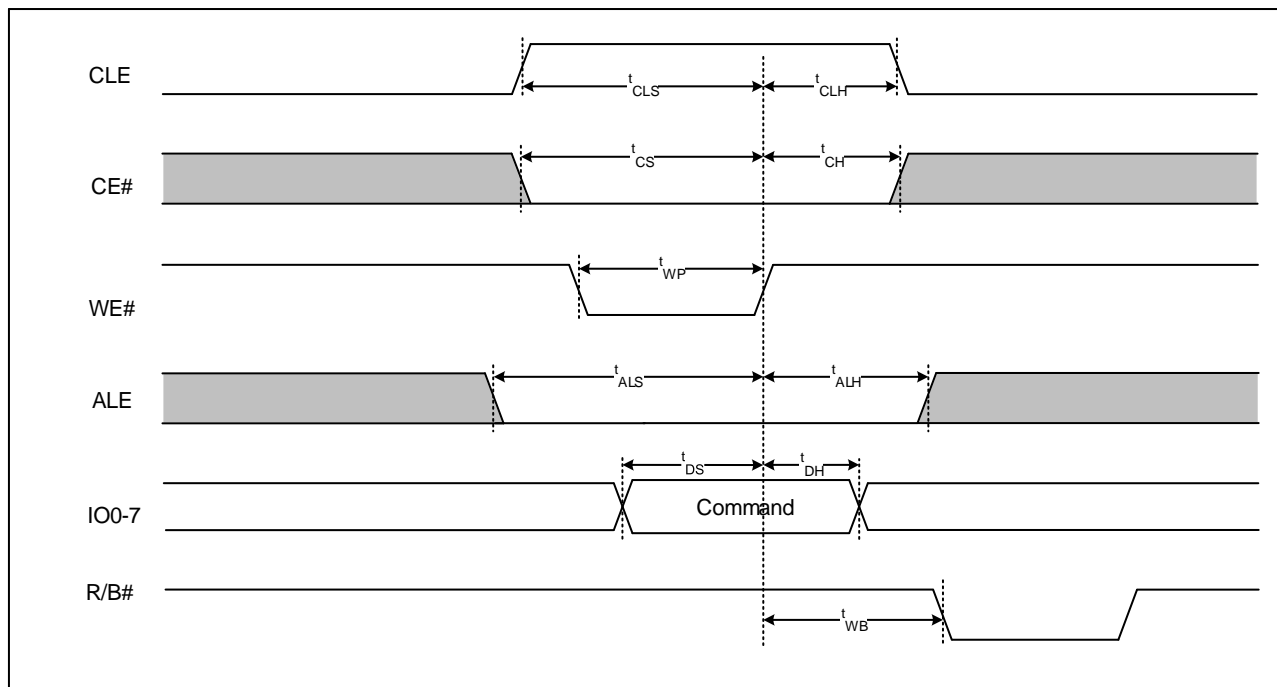 CLE
tCLS
tCLH
CE#
tCS
tCH
WE#
tWP
ALE
tALS
tALH
IO0-7
tDS
tDH
Command
R/B#
tWB